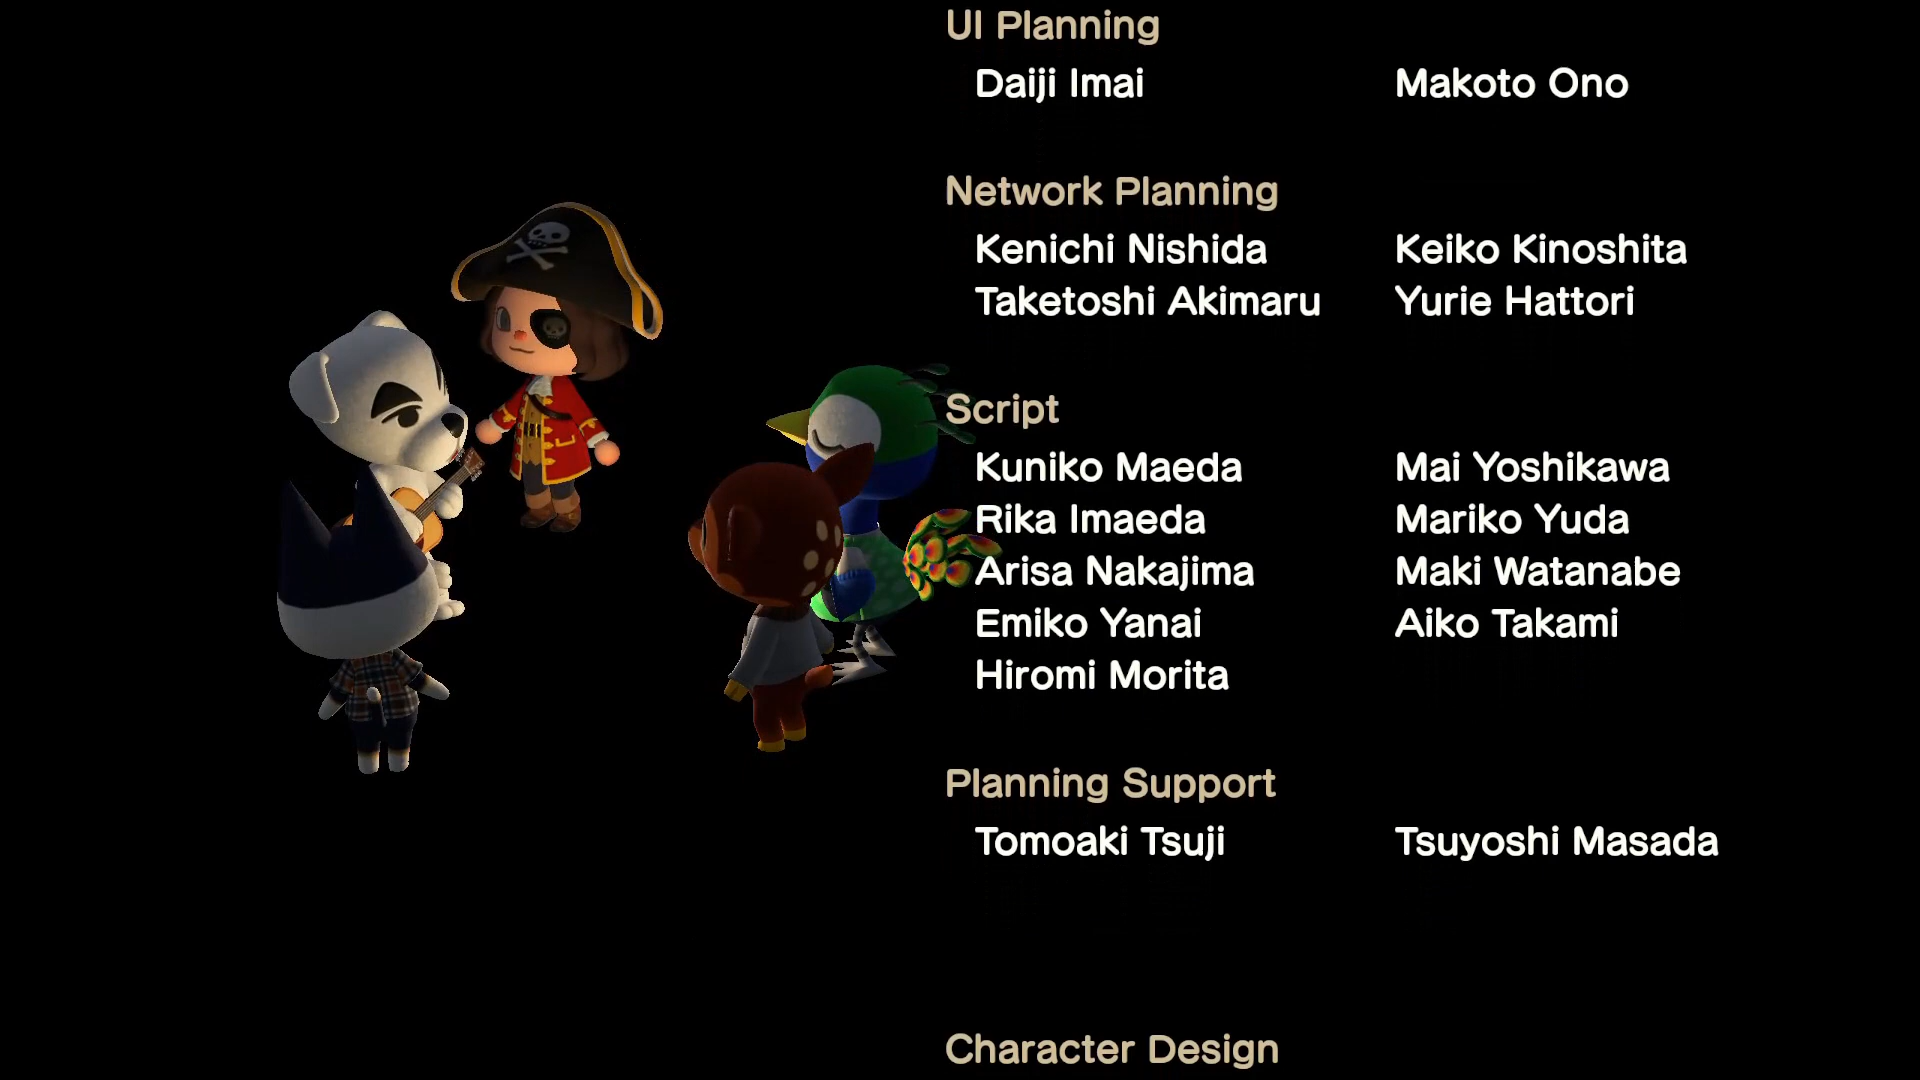 UI Planning
Daiji Imai Makoto Ono
Network Planning
Kenichi Nishida Keiko Kinoshita
Taketoshi Akimaru Yurie Hattori
Script
Kuniko Maeda Mai Yoshikawa
Rika Imaeda Mariko Yuda
Arisa Nakajima Maki Watanabe
Emiko Yanai Aiko Takami
Hiromi Morita
Planning Support
Tomoaki Tsuji Tsuyoshi Masada
Character Design